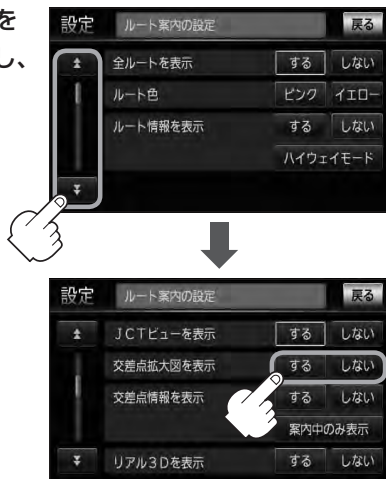 を
し、
設定 ルート案内の設定 戻る
全ルートを表示 する しない
ルート色 ピンク イエロー
ルート情報を表示 する しない
ハイウェイモード
設定 ルート案内の設定 戻る
JCTビューを表示 する しない
交差点拡大図を表示 する しない
交差点情報を表示 する しない
案内中のみ表示
リアル3Dを表示 する しない